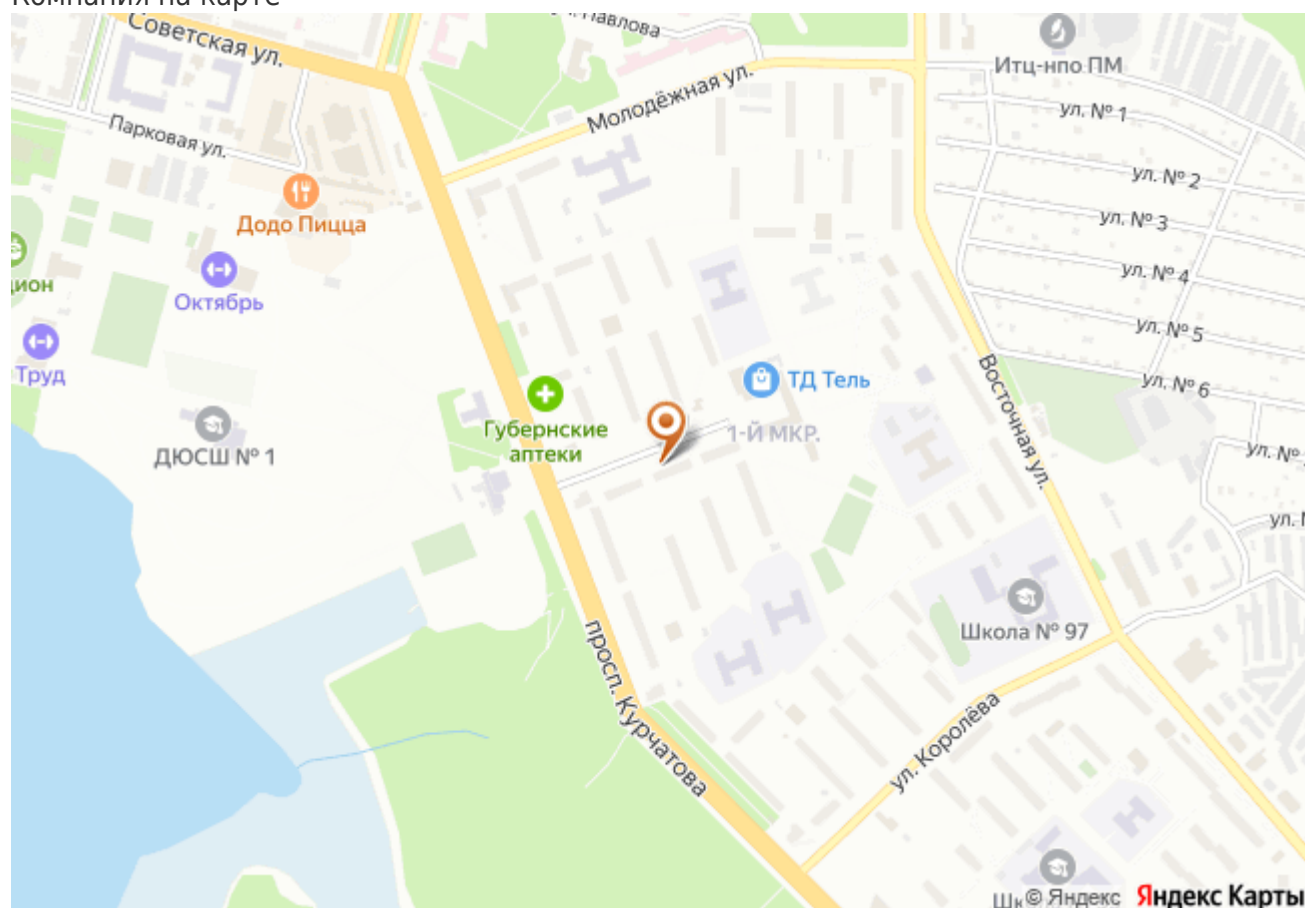 Компания на карте
Советская ул.
Павлова
Итц-нпо ПМ
Молодёжная ул.
ул. № 1
Парковая ул.
ул. № 2
Додо Пицца
ул. № 3
ул. № 4
Октябрь
ул. № 5
Труд
ТД Тель
ул. № 6
Восточная ул.
Губернские
аптеки
1-Й МКР.
ДЮСШ № 1
ул. №
Школа № 97
просп. Курчатова
ул. Королёва
© Яндекс
Яндекс Карты